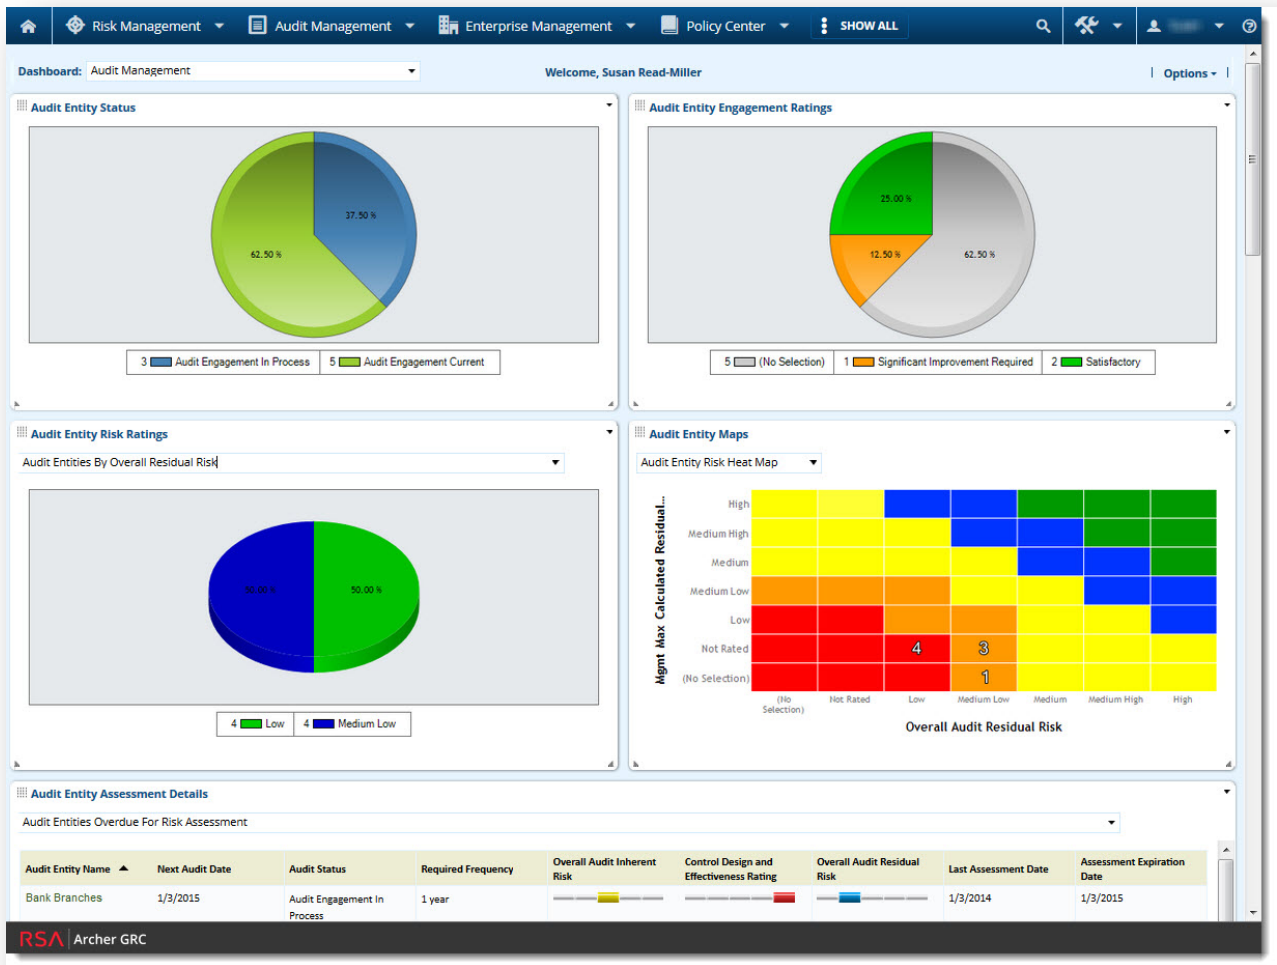 Risk Management Audit Management Enterprise Management Policy Center SHOW ALL
Dashboard: Audit Management Welcome, Susan Read-Miller | Options |
Audit Entity Status
37.50 %
62.50 %
3 Audit Engagement In Process 5 Audit Engagement Current
Audit Entity Engagement Ratings
25.00 %
12.50 % 62.50 %
5 (No Selection) 1 Significant Improvement Required 2 Satisfactory
Audit Entity Risk Ratings
Audit Entities By Overall Residual Risk
50.00 % 50.00 %
4 Low 4 Medium Low
Audit Entity Maps
Audit Entity Risk Heat Map
Mgmt Max Calculated Residual...
High
Medium High
Medium
Medium Low
Low
Not Rated 4 3
(No Selection) 1
(No Selection) Not Rated Low Medium Low Medium Medium High High
Overall Audit Residual Risk
Audit Entity Assessment Details
Audit Entities Overdue For Risk Assessment
Audit Entity Name Next Audit Date Audit Status Required Frequency Overall Audit Inherent Risk Control Design and Effectiveness Rating Overall Audit Residual Risk Last Assessment Date Assessment Expiration Date
Bank Branches 1/3/2015 Audit Engagement In Process 1 year 1/3/2014 1/3/2015
RSA Archer GRC